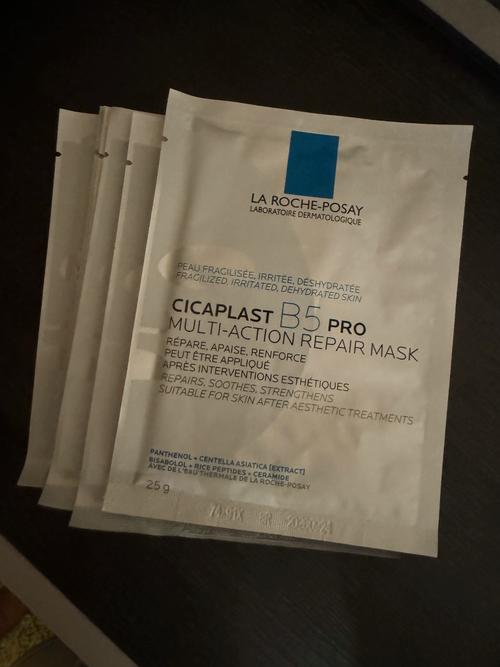 LA ROCHE-POSAY
LABORATOIRE DERMATOLOGIQUE
PEAU FRAGILISÉE, IRRITÉE, DÉSHYDRATÉE
FRAGILIZED, IRRITATED, DEHYDRATED SKIN
CICAPLAST B5 PRO
MULTI-ACTION REPAIR MASK
RÉPARE, APAISE, RENFORCE
PEUT ÊTRE APPLIQUÉ
APRÈS INTERVENTIONS ESTHÉTIQUES
REPAIRS, SOOTHES, STRENGTHENS
SUITABLE FOR SKIN AFTER AESTHETIC TREATMENTS
PANTHENOL + CENTELLA ASIATICA [EXTRACT]
BISABOLOL + RICE PEPTIDES + CERAMIDE
AVEC DE L'EAU THERMALE DE LA ROCHE-POSAY
25 g